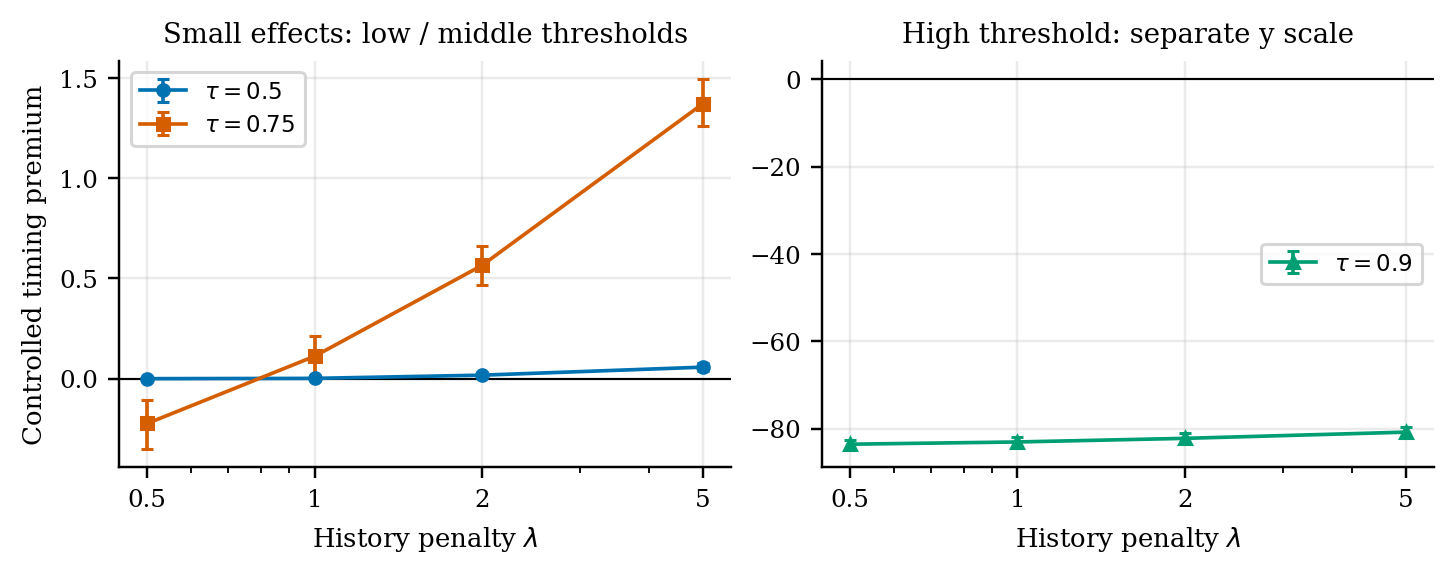 Small effects: low / middle thresholds
Controlled timing premium
1.5
1.0
0.5
0.0
τ = 0.5
τ = 0.75
0.5 1 2 5
History penalty λ
High threshold: separate y scale
0
−20
−40
−60
−80
τ = 0.9
0.5 1 2 5
History penalty λ